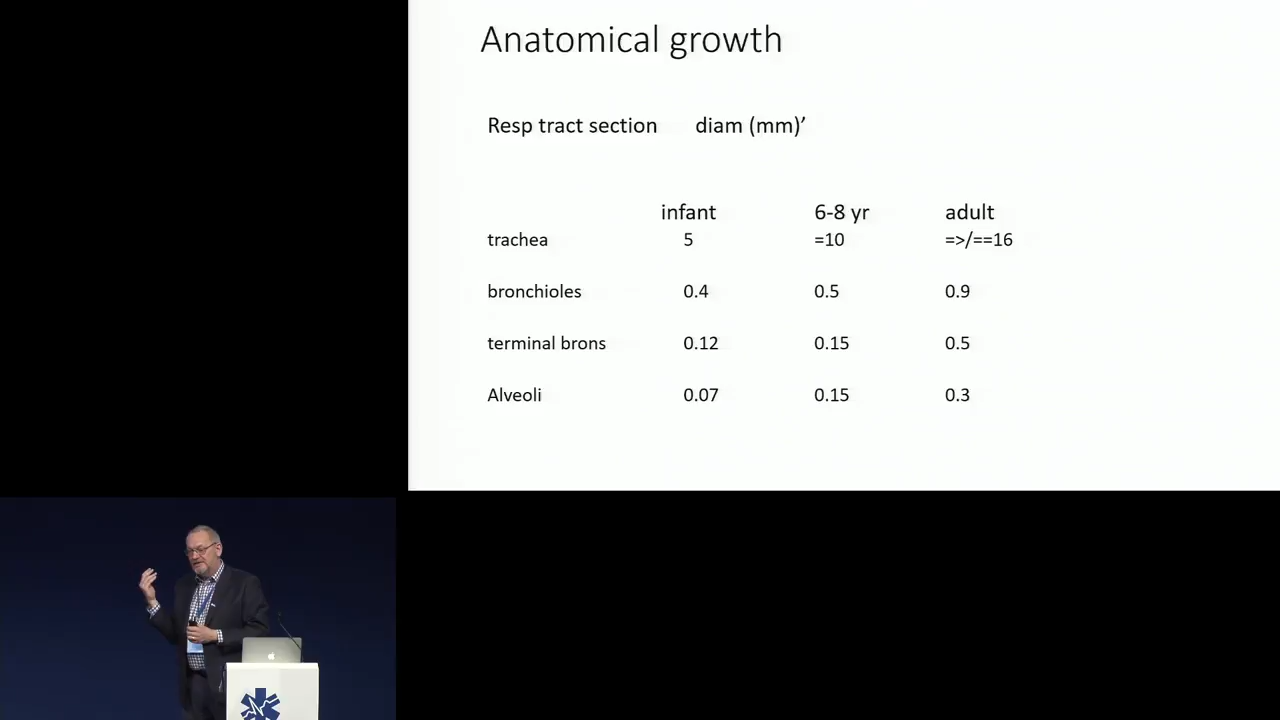 Anatomical growth
Resp tract section diam (mm)’
infant 6-8 yr adult
trachea 5 =10 =>/==16
bronchioles 0.4 0.5 0.9
terminal brons 0.12 0.15 0.5
Alveoli 0.07 0.15 0.3